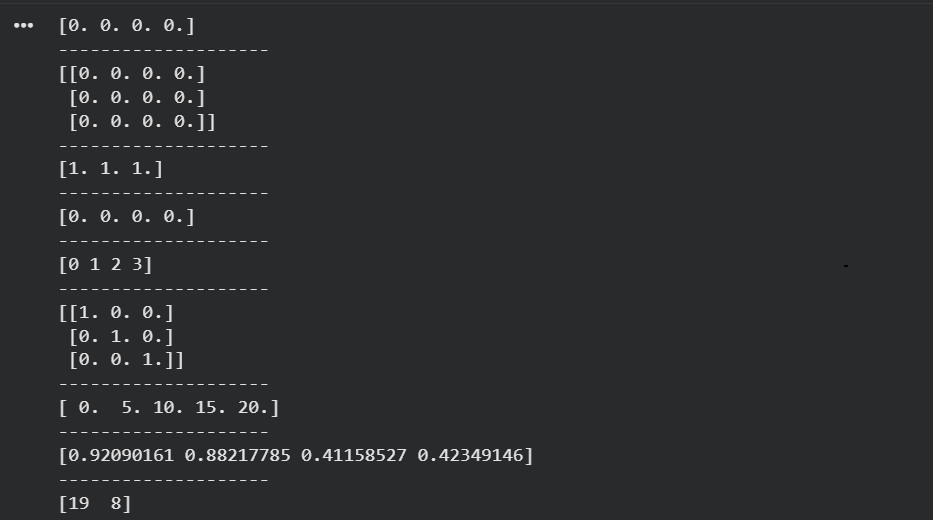 [0. 0. 0. 0.]
--------------------
[[0. 0. 0. 0.]
 [0. 0. 0. 0.]
 [0. 0. 0. 0.]]
--------------------
[1. 1. 1.]
--------------------
[0. 0. 0. 0.]
--------------------
[0 1 2 3]
--------------------
[[1. 0. 0.]
 [0. 1. 0.]
 [0. 0. 1.]]
--------------------
[ 0.  5. 10. 15. 20.]
--------------------
[0.92090161 0.88217785 0.41158527 0.42349146]
--------------------
[19  8]